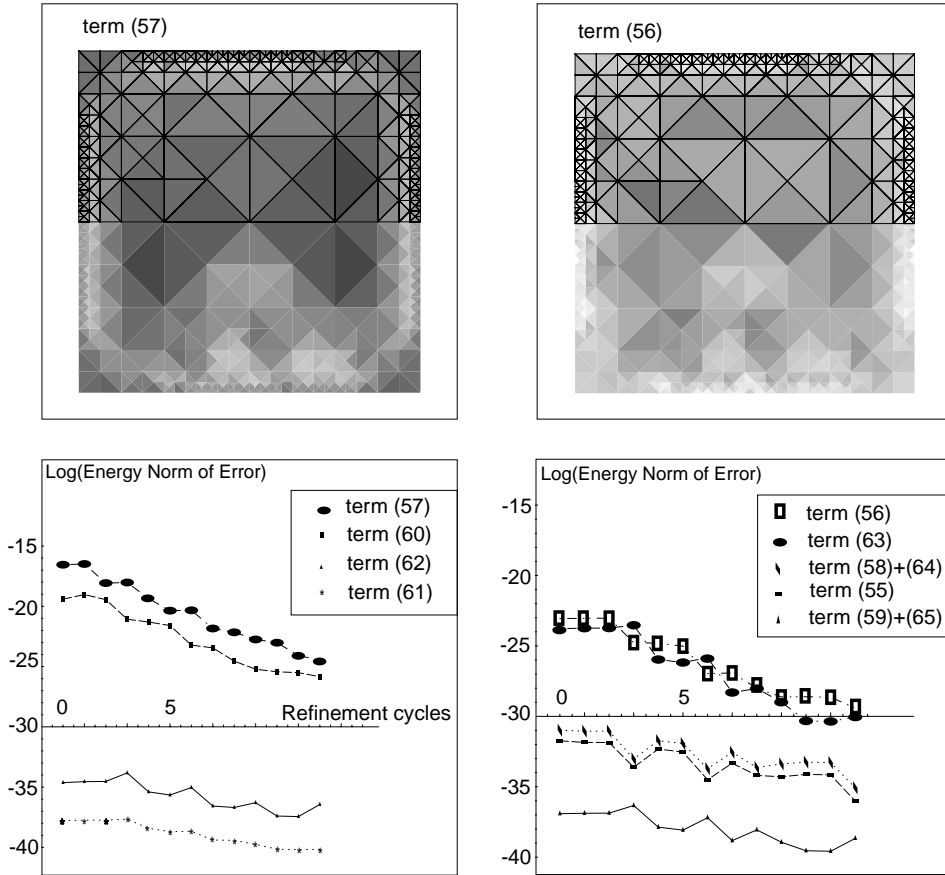 term (57)
term (56)
Log(Energy Norm of Error)
term (57)
term (60)
term (62)
term (61)
-15
-20
-25
-30
-35
-40
0
5
Refinement cycles
Log(Energy Norm of Error)
term (56)
term (63)
term (58)+(64)
term (55)
term (59)+(65)
-15
-20
-25
-30
-35
-40
0
5